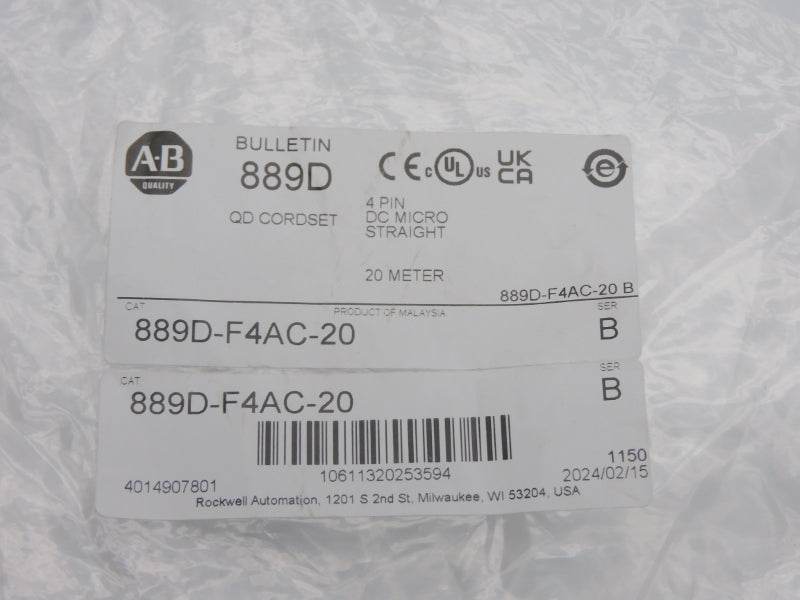 A-B
QUALITY
BULLETIN
889D
QD CORDSET
CE
c UL US
UK CA
e
4 PIN
DC MICRO
STRAIGHT
20 METER
889D-F4AC-20 B
CAT
PRODUCT OF MALAYSIA
SER
889D-F4AC-20
B
CAT
SER
889D-F4AC-20
B
10611320253594
1150
4014907801
2024/02/15
Rockwell Automation, 1201 S 2nd St, Milwaukee, WI 53204, USA